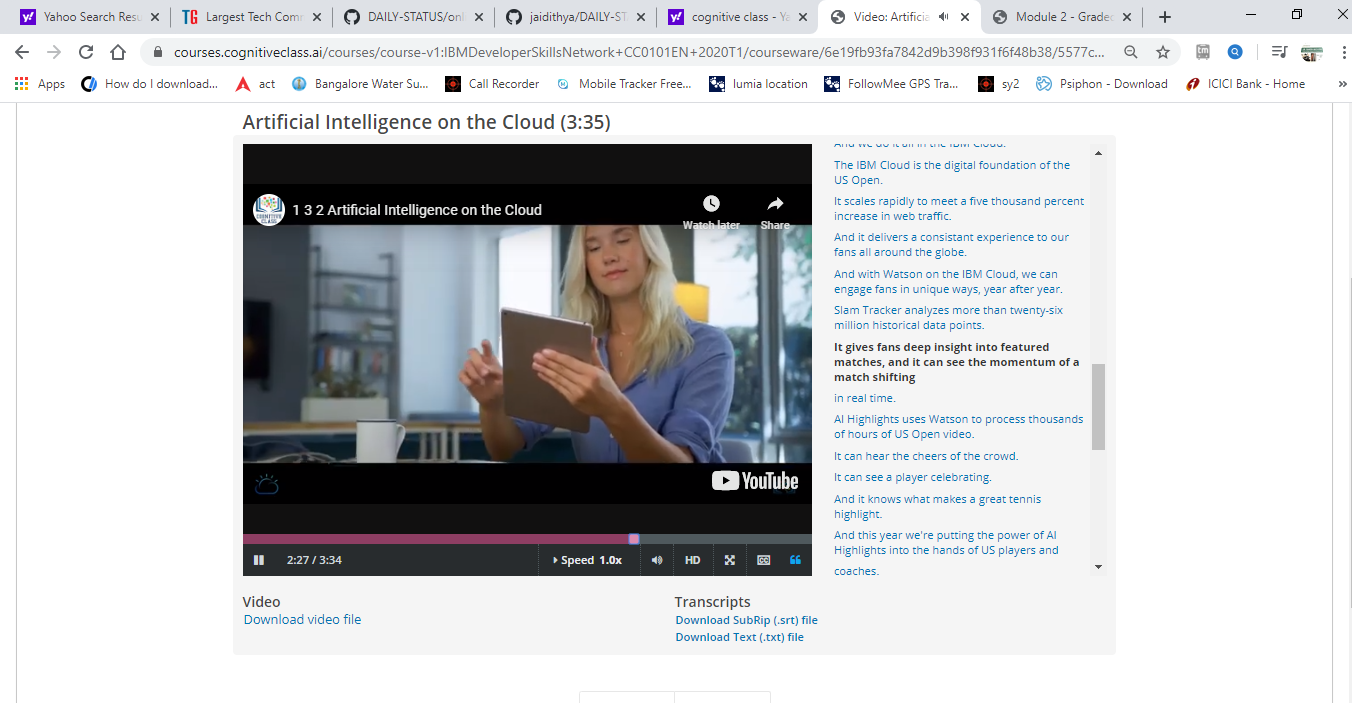 Yahoo Search Resu
Largest Tech Comm
DAILY-STATUS/onl
jaidithya/DAILY-ST
cognitive class - Ya
Video: Artificia
Module 2 - Graded
courses.cognitiveclass.ai/courses/course-v1:IBMDeveloperSkillsNetwork+CC0101EN+2020T1/courseware/6e19fb93fa7842d9b398f931f6f48b38/5577c...
Apps
How do I download...
act
Bangalore Water Su...
Call Recorder
Mobile Tracker Free...
lumia location
FollowMee GPS Tra...
sy2
Psiphon - Download
ICICI Bank - Home
»
Artificial Intelligence on the Cloud (3:35)
1 3 2 Artificial Intelligence on the Cloud
Watch later
Share
YouTube
2:27 / 3:34
Speed 1.0x
HD
CC
And we do it all in the IBM Cloud.
The IBM Cloud is the digital foundation of the
US Open.
It scales rapidly to meet a five thousand percent
increase in web traffic.
And it delivers a consistant experience to our
fans all around the globe.
And with Watson on the IBM Cloud, we can
engage fans in unique ways, year after year.
Slam Tracker analyzes more than twenty-six
million historical data points.
It gives fans deep insight into featured
matches, and it can see the momentum of a
match shifting
in real time.
AI Highlights uses Watson to process thousands
of hours of US Open video.
It can hear the cheers of the crowd.
It can see a player celebrating.
And it knows what makes a great tennis
highlight.
And this year we're putting the power of AI
Highlights into the hands of US players and
coaches.
Video
Download video file
Transcripts
Download SubRip (.srt) file
Download Text (.txt) file